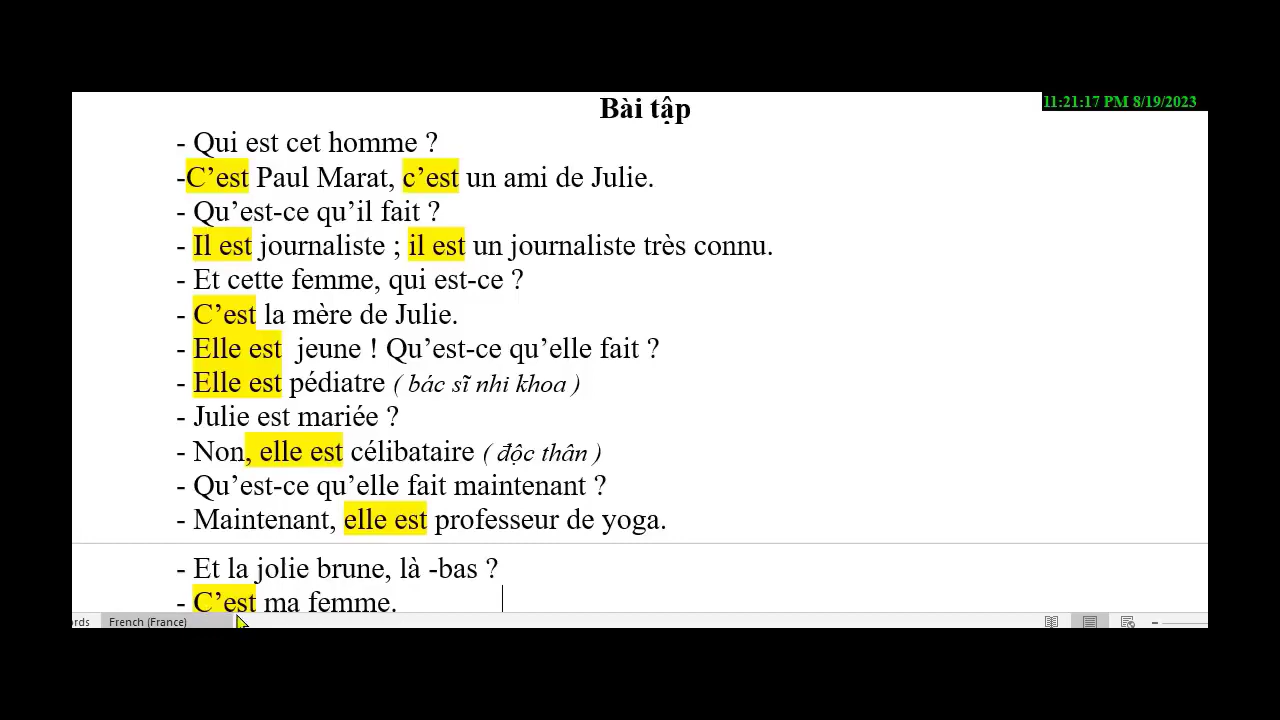 11:21:17 PM 8/19/2023
Bài tập
- Qui est cet homme ?
-C’est Paul Marat, c’est un ami de Julie.
- Qu’est-ce qu’il fait ?
- Il est journaliste ; il est un journaliste très connu.
- Et cette femme, qui est-ce ?
- C’est la mère de Julie.
- Elle est  jeune ! Qu’est-ce qu’elle fait ?
- Elle est pédiatre ( bác sĩ nhi khoa )
- Julie est mariée ?
- Non, elle est célibataire ( độc thân )
- Qu’est-ce qu’elle fait maintenant ?
- Maintenant, elle est professeur de yoga.
- Et la jolie brune, là -bas ?
- C’est ma femme.
rds French (France)